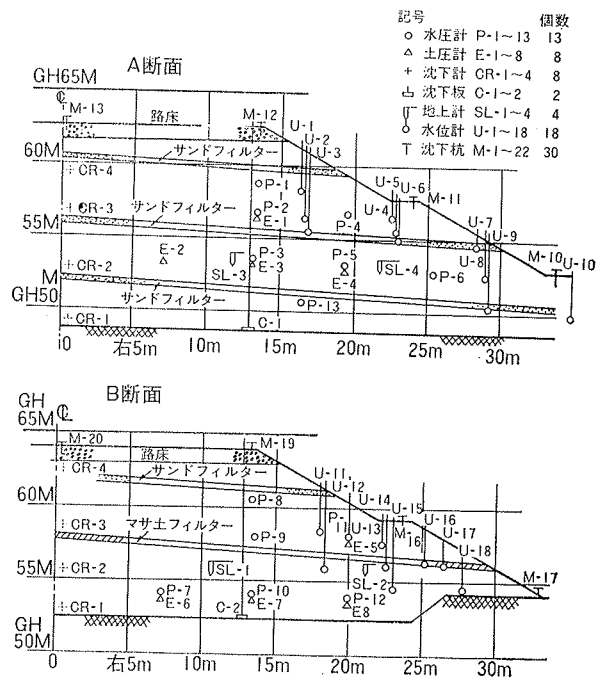 記号 個数
水圧計 P-1~13 13
土圧計 E-1~8 8
沈下計 CR-1~4 8
沈下板 C-1~2 2
地上計 SL-1~4 4
水位計 U-1~18 18
沈下杭 M-1~22 30
A断面
GH65M
℄
M-13
路床
M-12
U-1
U-2
U-3
60M
サンドフィルター
CR-4
P-1
U-5
U-6
M-11
CR-3
サンドフィルター
P-2
E-1
P-4
U-4
U-7
U-9
55M
E-2
P-3
E-3
P-5
E-4
SL-3
SL-4
P-6
U-8
M-10
U-10
CR-2
M
GH50
サンドフィルター
P-13
CR-1
C-1
0 右5m 10m 15m 20m 25m 30m
B断面
GH
65M
℄
M-20
路床
M-19
CR-4
サンドフィルター
U-11
U-12
60M
P-8
U-14
U-15
CR-3
マサ土フィルター
P-9
P-11
U-13
E-5
M-16
U-16
U-17
U-18
55M
CR-2
SL-1
SL-2
M-17
P-7
E-6
P-10
E-7
P-12
E8
CR-1
C-2
GH
50M
0 右5m 10m 15m 20m 25m 30m